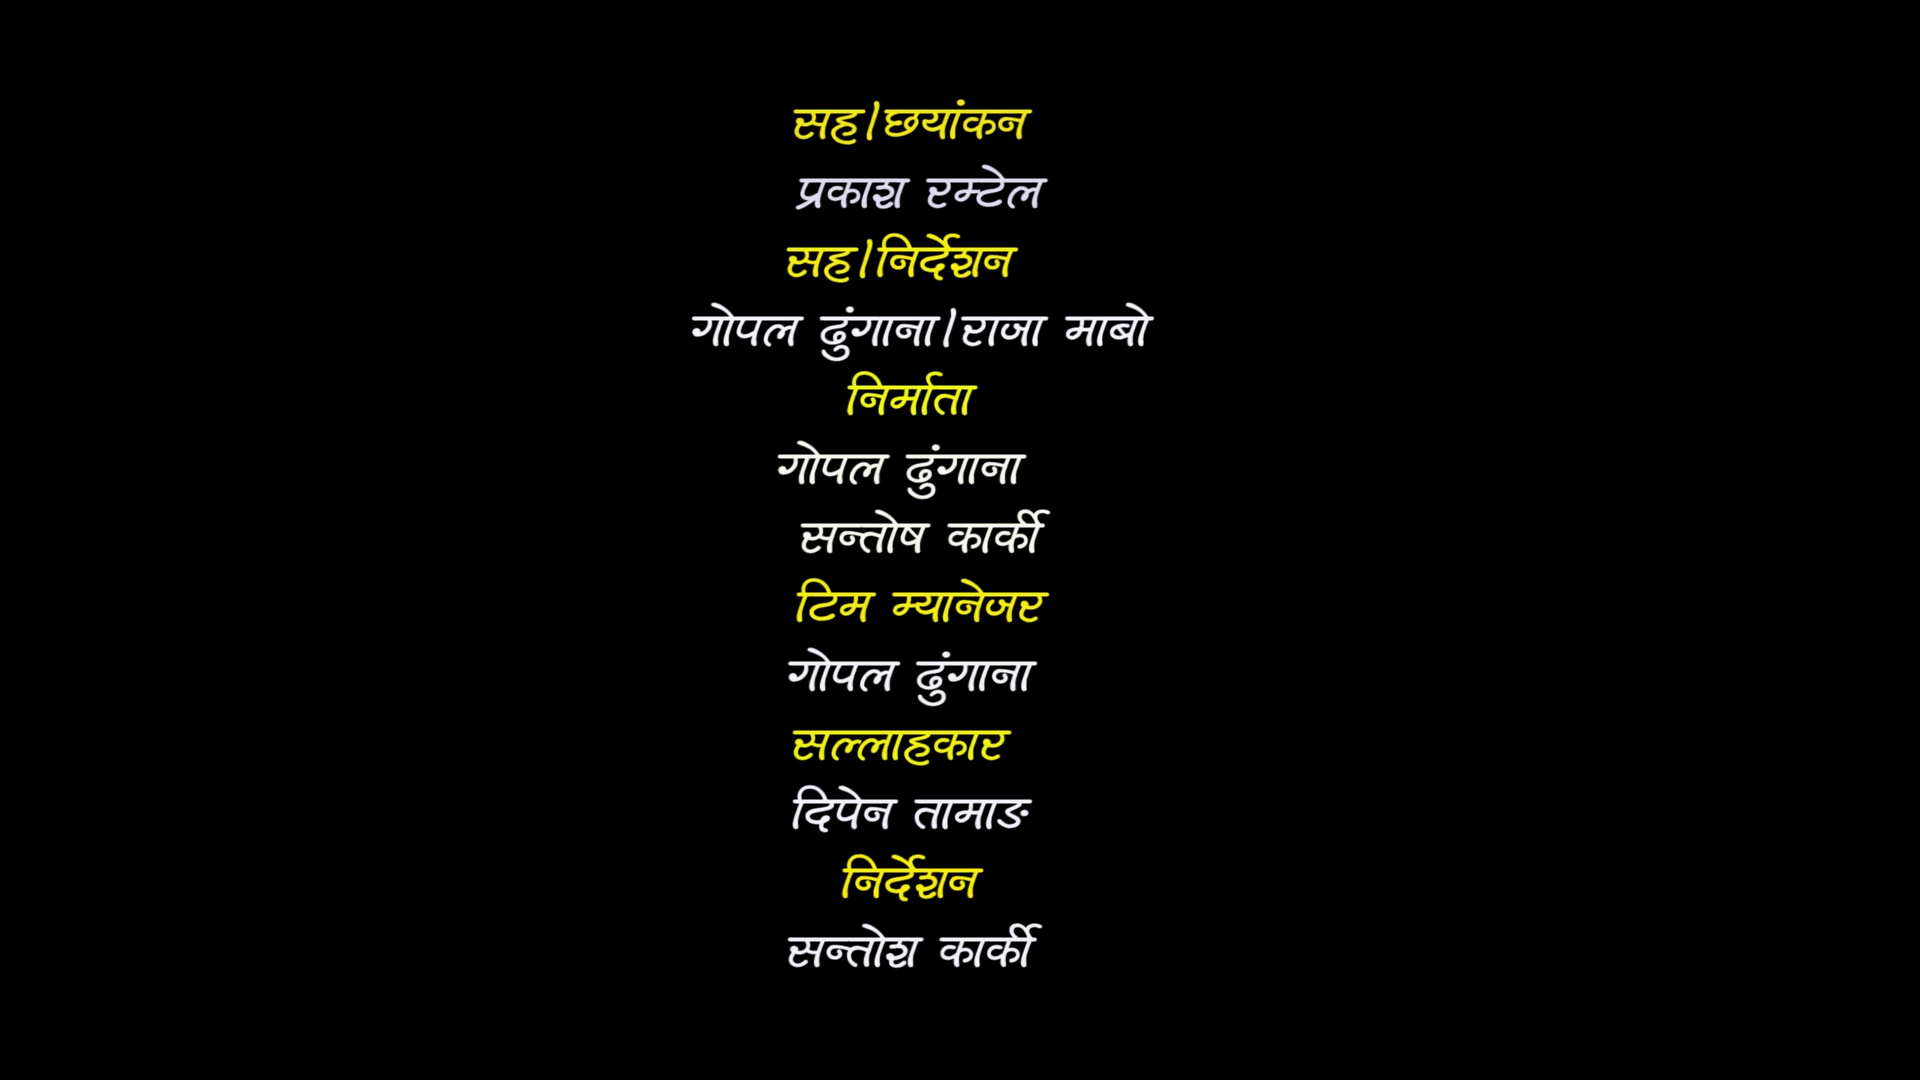 सह।छयांकन
प्रकाश रम्टेल
सह।निर्देशन
गोपल ढुंगाना।राजा माबो
निर्माता
गोपल ढुंगाना
सन्तोष कार्की
टिम म्यानेजर
गोपल ढुंगाना
सल्लाहकार
दिपेन तामाङ
निर्देशन
सन्तोश कार्की